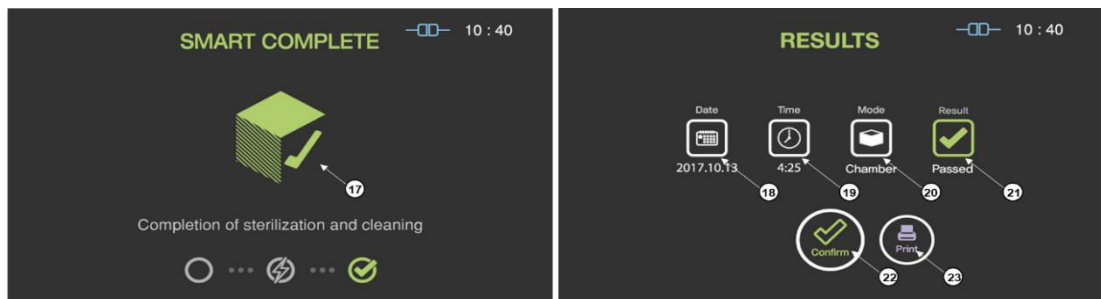 SMART COMPLETE
10 : 40
17
Completion of sterilization and cleaning
RESULTS
10 : 40
Date Time Mode Result
2017.10.13 4:25 Chamber Passed
18 19 20 21
Confirm Print
22 23